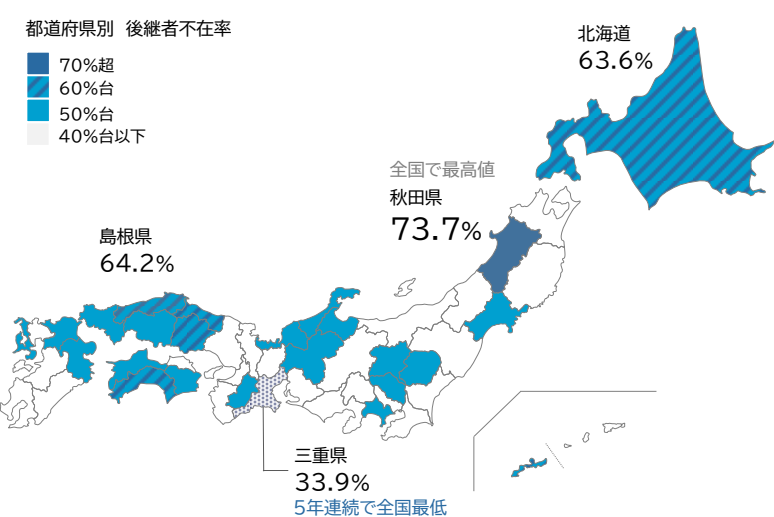 都道府県別 後継者不在率
70%超
60%台
50%台
40%台以下
北海道
63.6%
全国で最高値
秋田県
73.7%
島根県
64.2%
三重県
33.9%
5年連続で全国最低